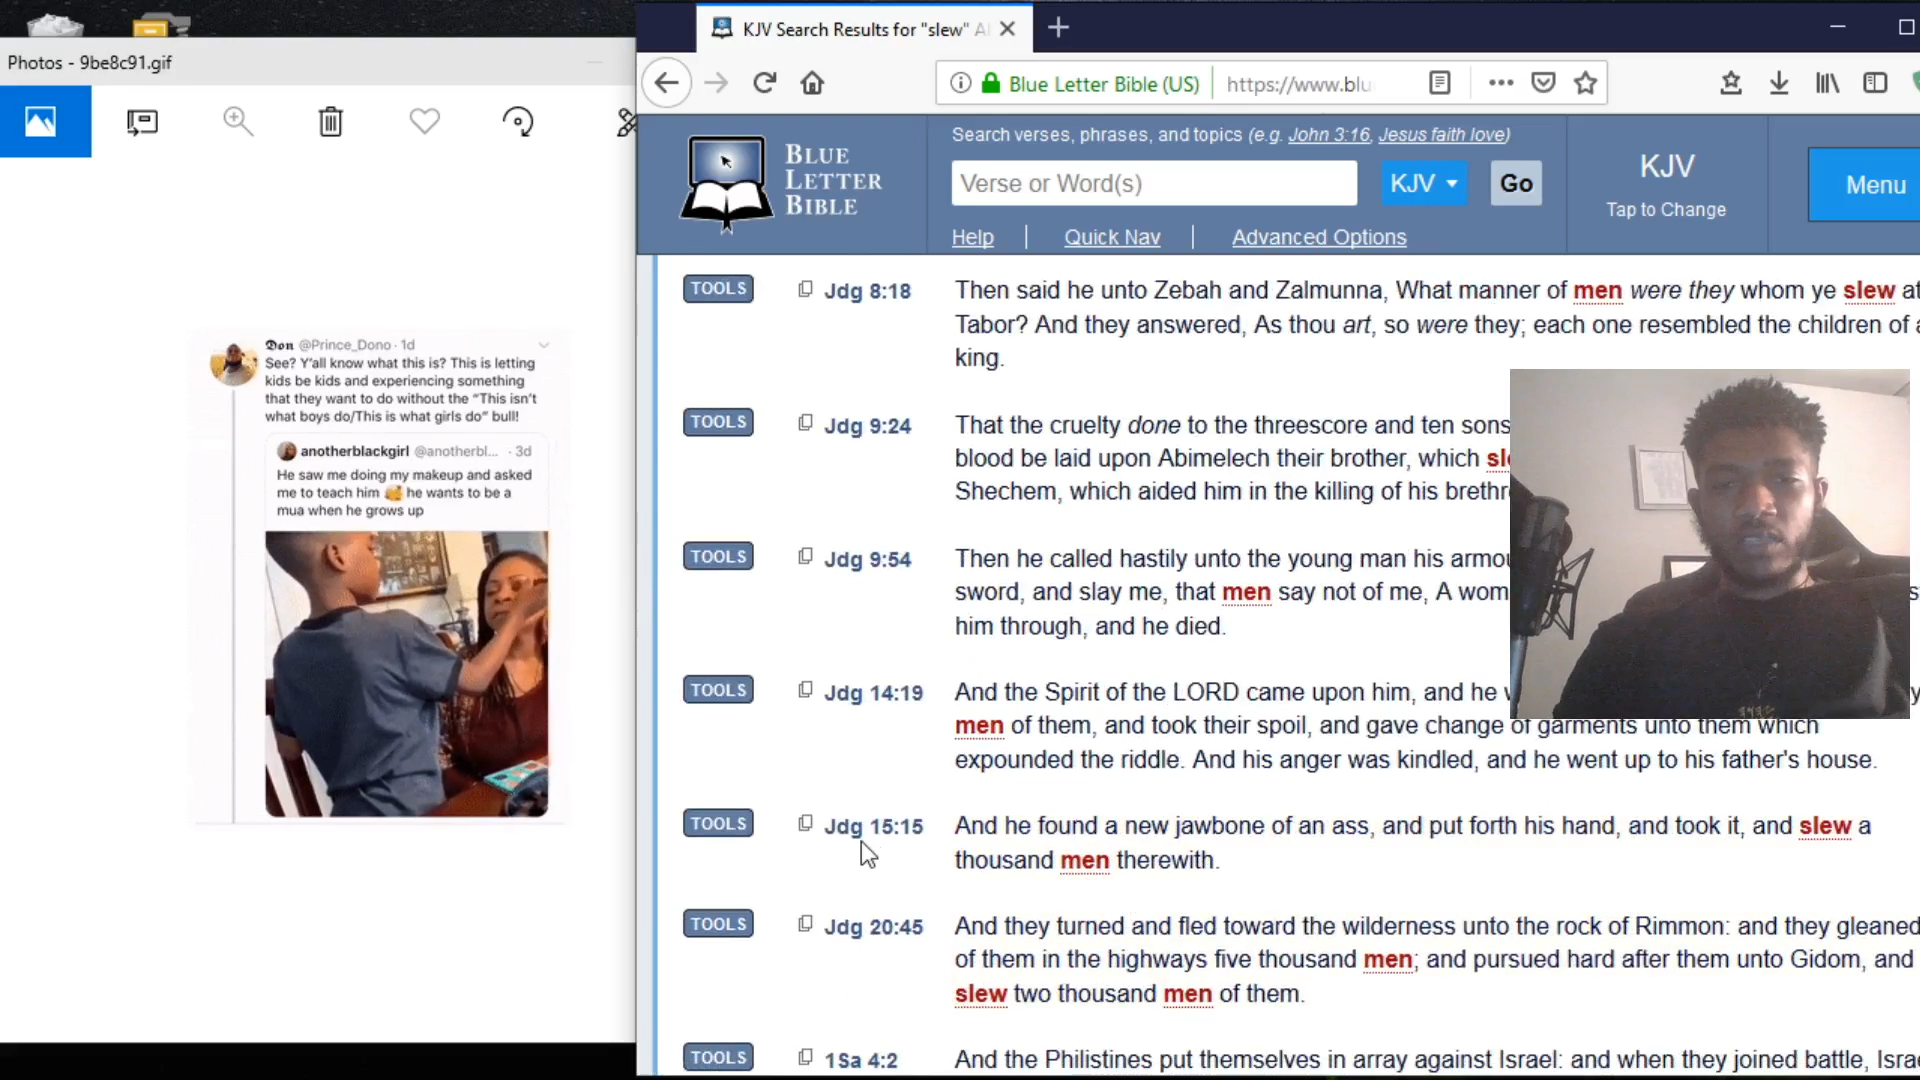 Photos - 9be8c91.gif
Don @Prince_Dono · 1d
See? Y'all know what this is? This is letting
kids be kids and experiencing something
that they want to do without the "This isn't
what boys do/This is what girls do" bull!
anotherblackgirl @anotherbl... · 3d
He saw me doing my makeup and asked
me to teach him 🥰 he wants to be a
mua when he grows up
KJV Search Results for "slew" A
Blue Letter Bible (US)
https://www.blu
BLUE
LETTER
BIBLE
Search verses, phrases, and topics (e.g. John 3:16, Jesus faith love)
Verse or Word(s)
KJV
Go
Help | Quick Nav | Advanced Options
KJV
Tap to Change
Menu
TOOLS Jdg 8:18 Then said he unto Zebah and Zalmunna, What manner of men were they whom ye slew at
Tabor? And they answered, As thou art, so were they; each one resembled the children of a
king.
TOOLS Jdg 9:24 That the cruelty done to the threescore and ten sons
blood be laid upon Abimelech their brother, which
Shechem, which aided him in the killing of his
TOOLS Jdg 9:54 Then he called hastily unto the young man his
sword, and slay me, that men say not of me, A
him through, and he died.
TOOLS Jdg 14:19 And the Spirit of the LORD came upon him, and he
men of them, and took their spoil, and gave change of garments unto them which
expounded the riddle. And his anger was kindled, and he went up to his father's house.
TOOLS Jdg 15:15 And he found a new jawbone of an ass, and put forth his hand, and took it, and slew a
thousand men therewith.
TOOLS Jdg 20:45 And they turned and fled toward the wilderness unto the rock of Rimmon: and they gleaned
of them in the highways five thousand men; and pursued hard after them unto Gidom, and
slew two thousand men of them.
TOOLS 1Sa 4:2 And the Philistines put themselves in array against Israel: and when they joined battle,